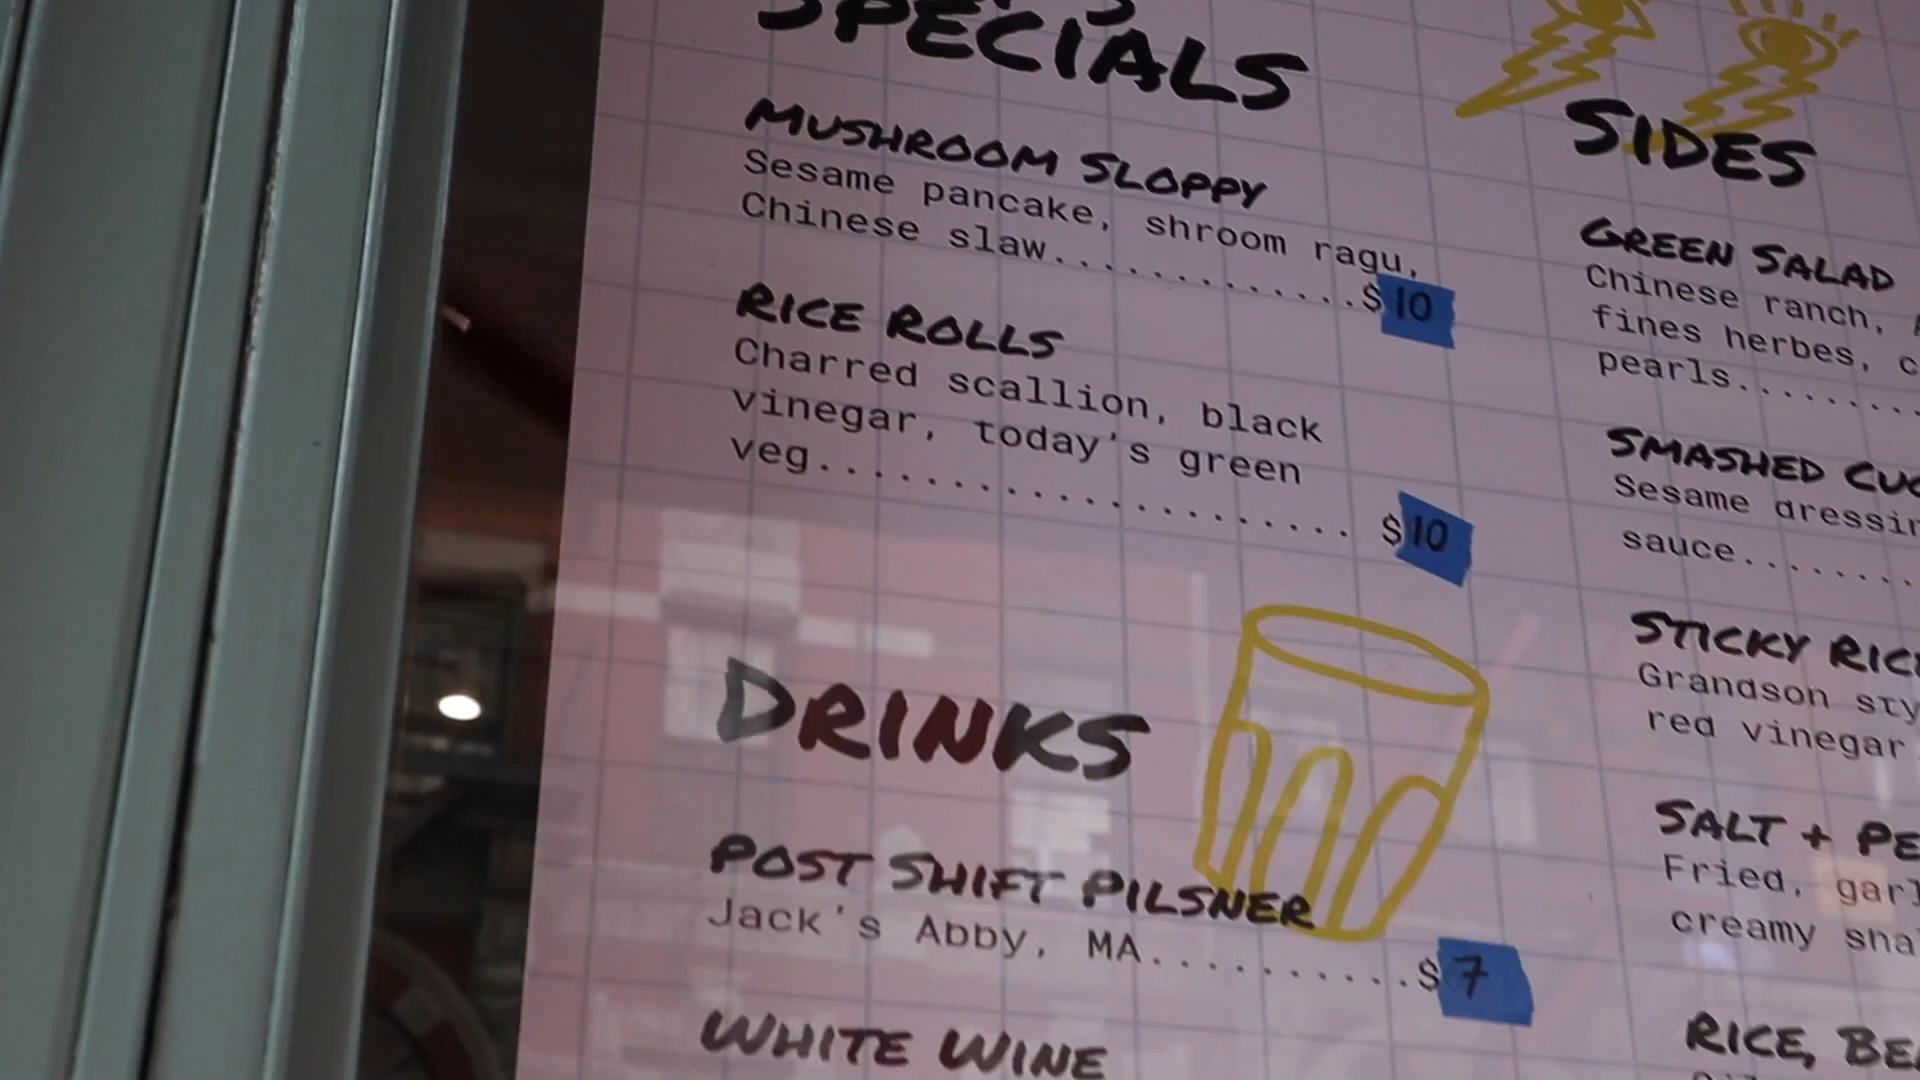 SPECIALS
MUSHROOM SLOPPY
Sesame pancake, shroom ragu,
Chinese slaw............$10
RICE ROLLS
Charred scallion, black
vinegar, today's green
veg.....................$10
DRINKS
POST SHIFT PILSNER
Jack's Abby, MA...........$7
WHITE WINE
SIDES
GREEN SALAD
Chinese ranch,
fines herbes,
pearls........
SMASHED
Sesame
sauce........
STICKY
Grandson
red vinegar
SALT +
Fried,
creamy
RICE,